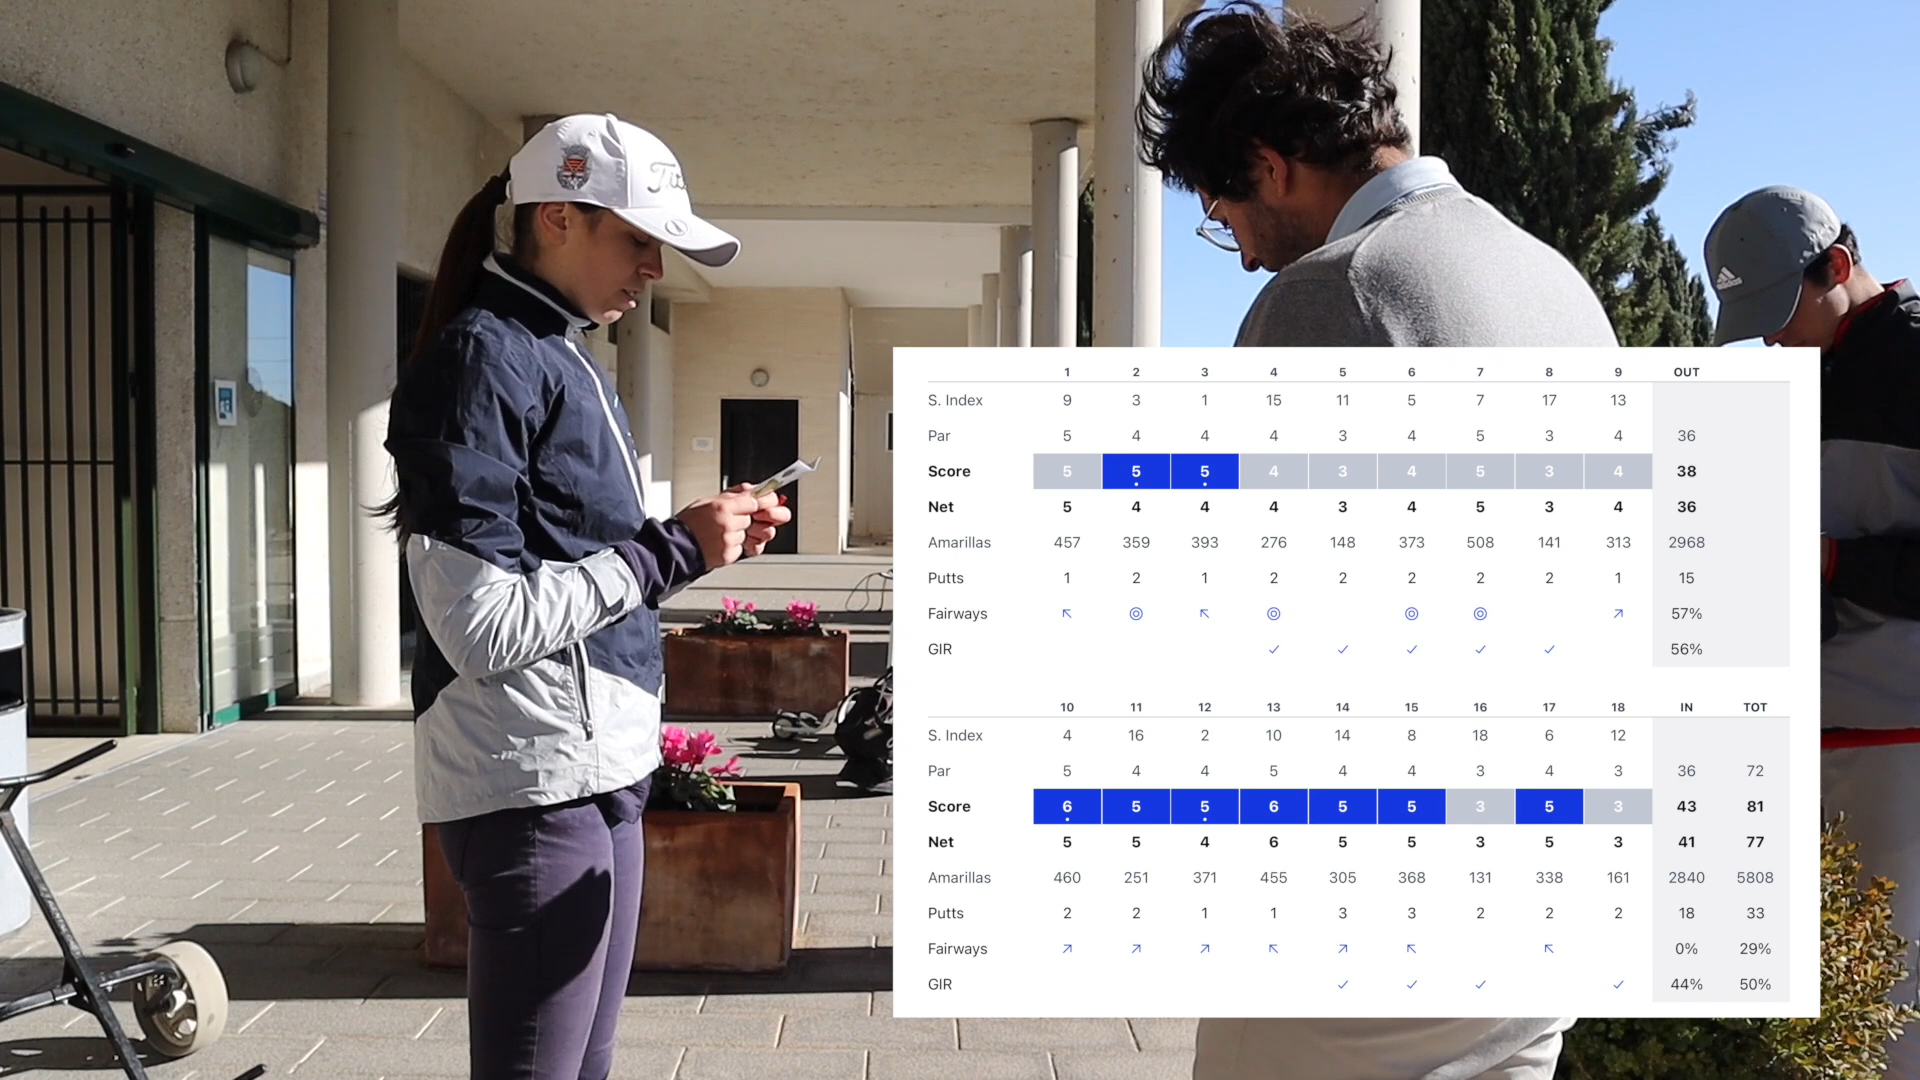 adidas
1 2 3 4 5 6 7 8 9 OUT
S. Index 9 3 1 15 11 5 7 17 13
Par 5 4 4 4 3 4 5 3 4 36
Score 5 5 5 4 3 4 5 3 4 38
Net 5 4 4 4 3 4 5 3 4 36
Amarillas 457 359 393 276 148 373 508 141 313 2968
Putts 1 2 1 2 2 2 2 2 1 15
Fairways ↖ ◎ ↖ ◎ ◎ ◎ ↗ 57%
GIR ✓ ✓ ✓ ✓ ✓ 56%
10 11 12 13 14 15 16 17 18 IN TOT
S. Index 4 16 2 10 14 8 18 6 12
Par 5 4 4 5 4 4 3 4 3 36 72
Score 6 5 5 6 5 5 3 5 3 43 81
Net 5 5 4 6 5 5 3 5 3 41 77
Amarillas 460 251 371 455 305 368 131 338 161 2840 5808
Putts 2 2 1 1 3 3 2 2 2 18 33
Fairways ↗ ↗ ↗ ↖ ↗ ↖ ↖ 0% 29%
GIR ✓ ✓ ✓ ✓ 44% 50%